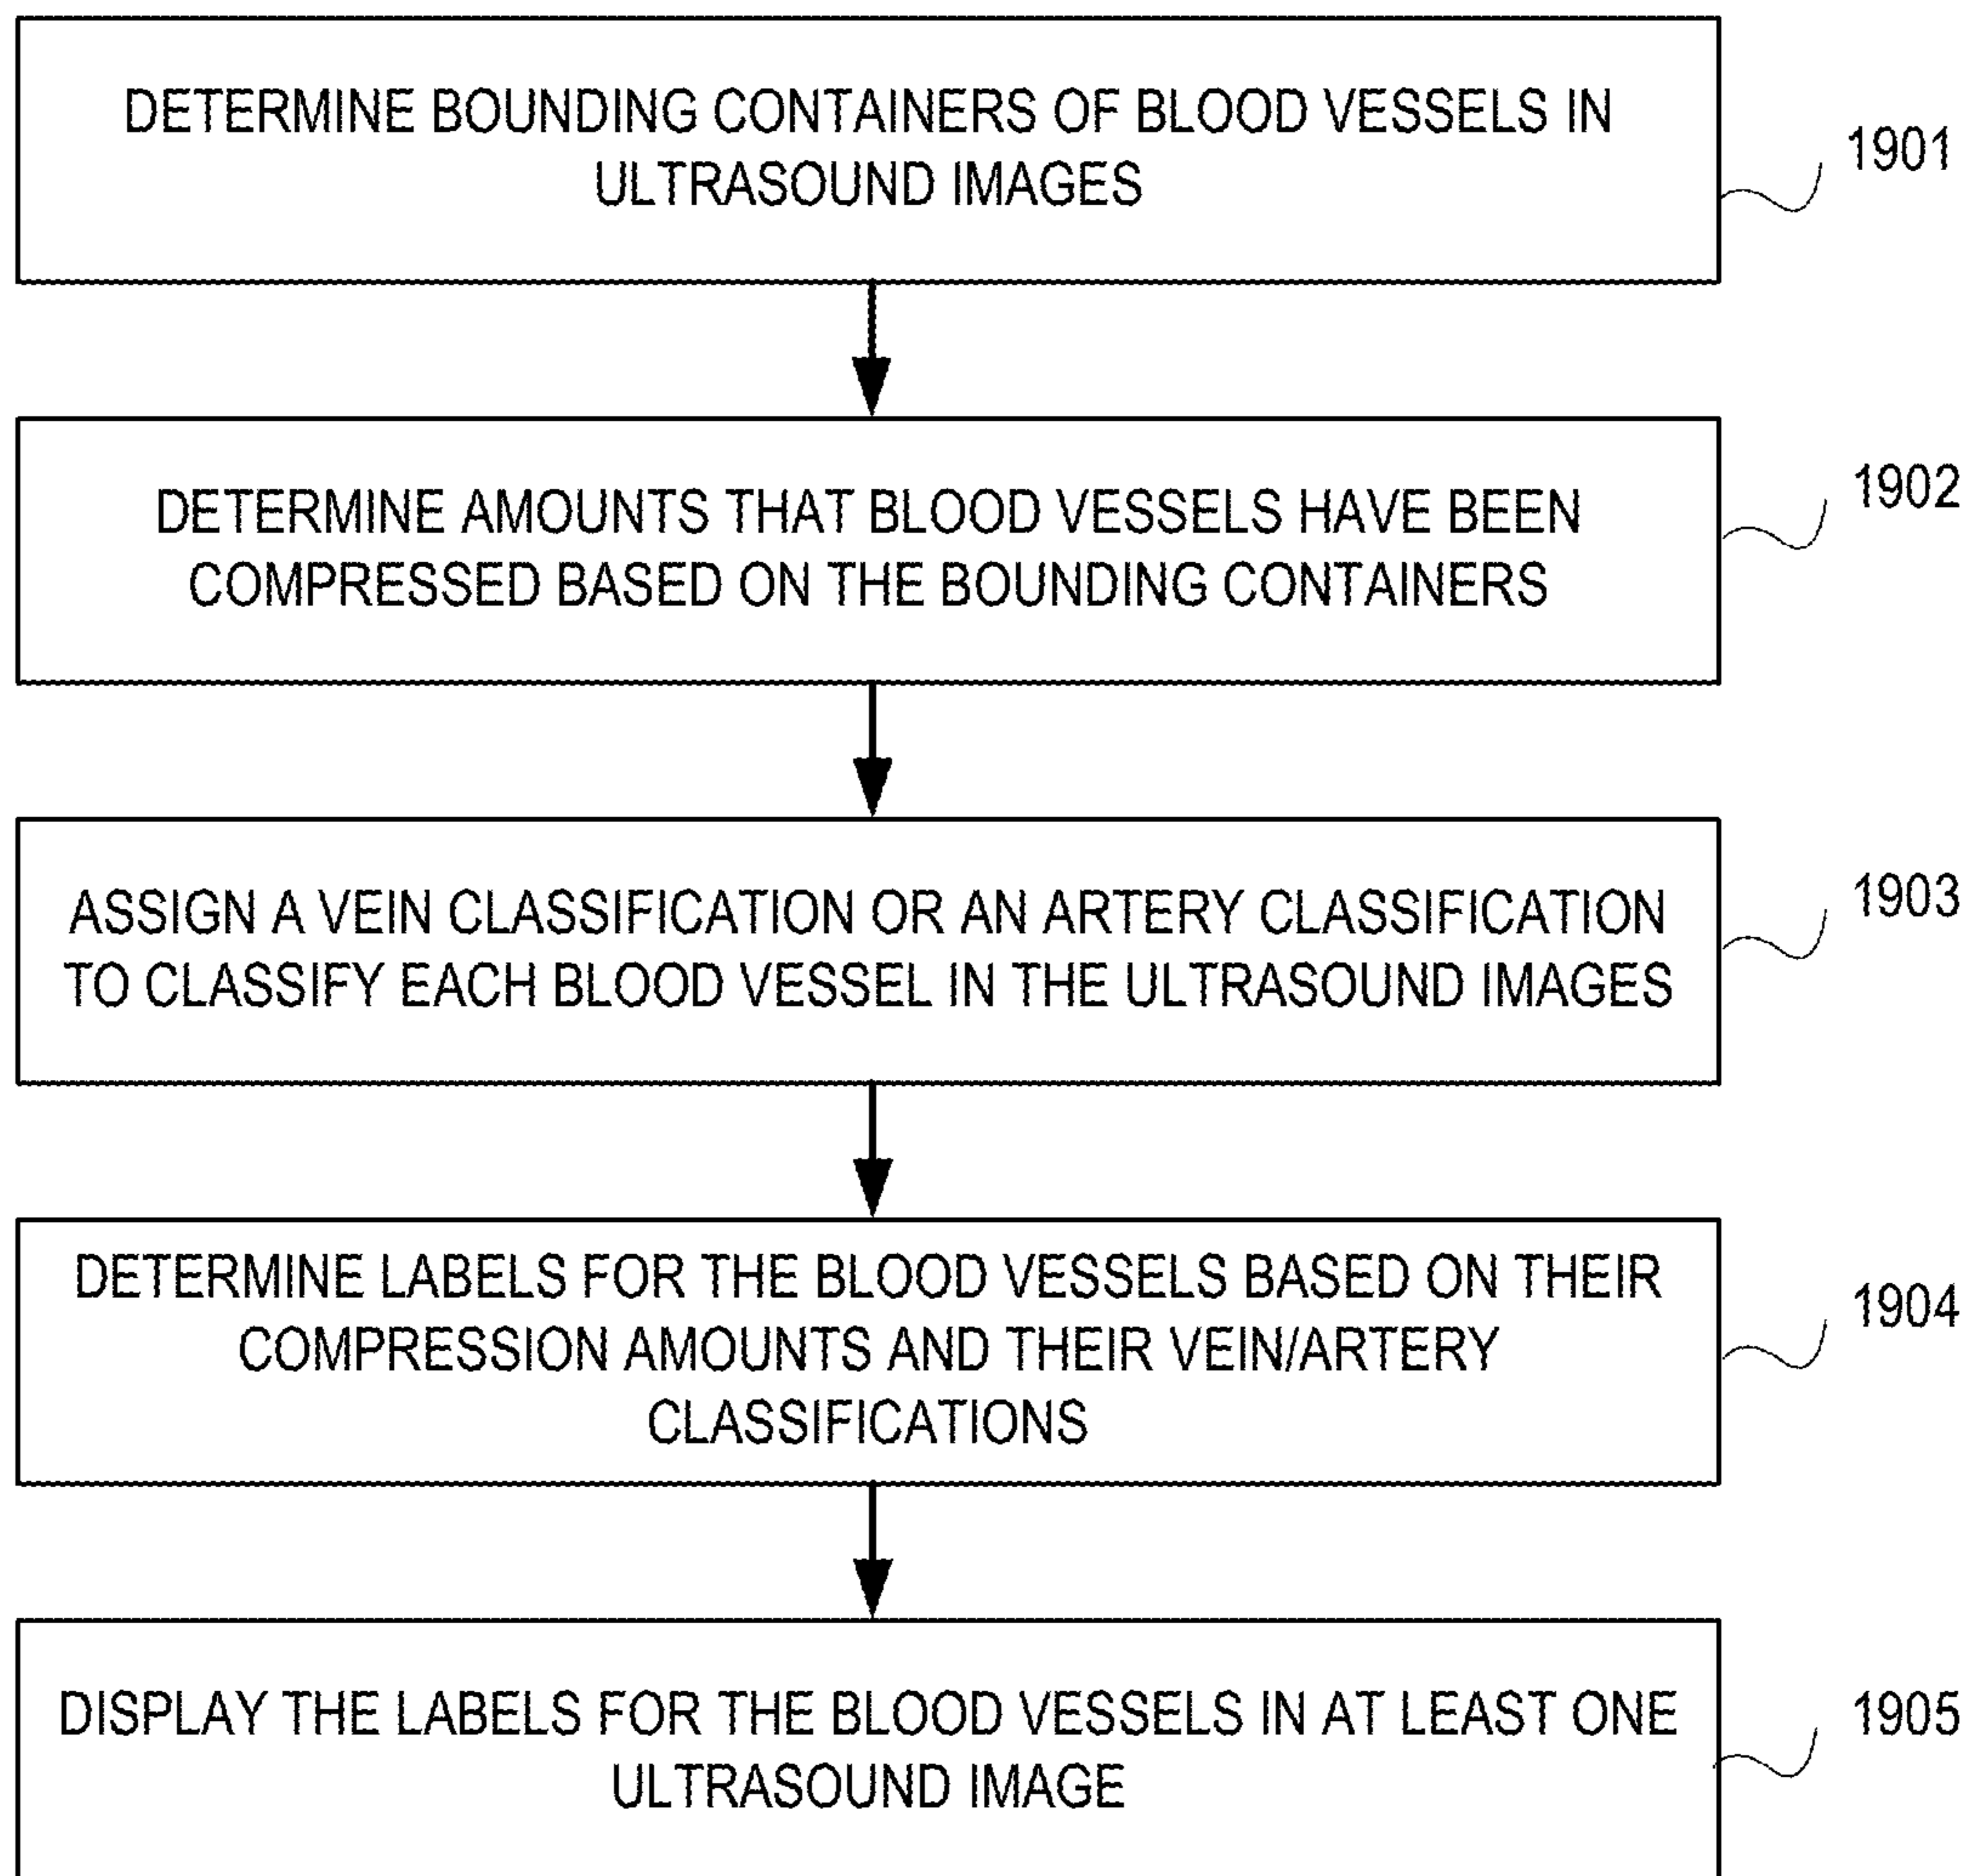 DETERMINE BOUNDING CONTAINERS OF BLOOD VESSELS IN
ULTRASOUND IMAGES
1901
DETERMINE AMOUNTS THAT BLOOD VESSELS HAVE BEEN
COMPRESSED BASED ON THE BOUNDING CONTAINERS
1902
ASSIGN A VEIN CLASSIFICATION OR AN ARTERY CLASSIFICATION
TO CLASSIFY EACH BLOOD VESSEL IN THE ULTRASOUND IMAGES
1903
DETERMINE LABELS FOR THE BLOOD VESSELS BASED ON THEIR
COMPRESSION AMOUNTS AND THEIR VEIN/ARTERY
CLASSIFICATIONS
1904
DISPLAY THE LABELS FOR THE BLOOD VESSELS IN AT LEAST ONE
ULTRASOUND IMAGE
1905